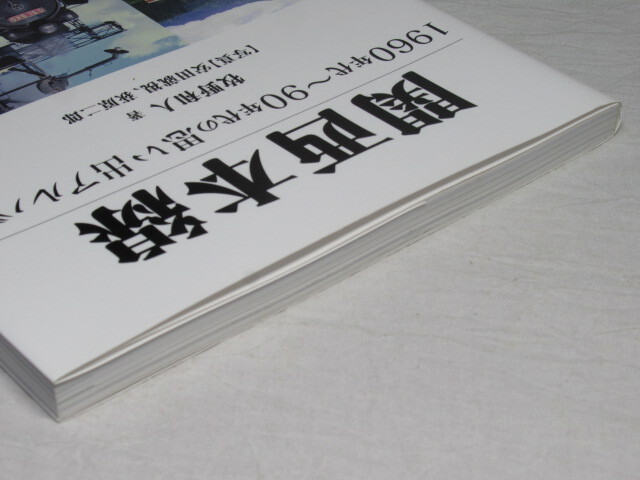 関西本線
1960年代~90年代の思い出アルバ
牧野和人 著
[写真]安田就視、荻原二郎